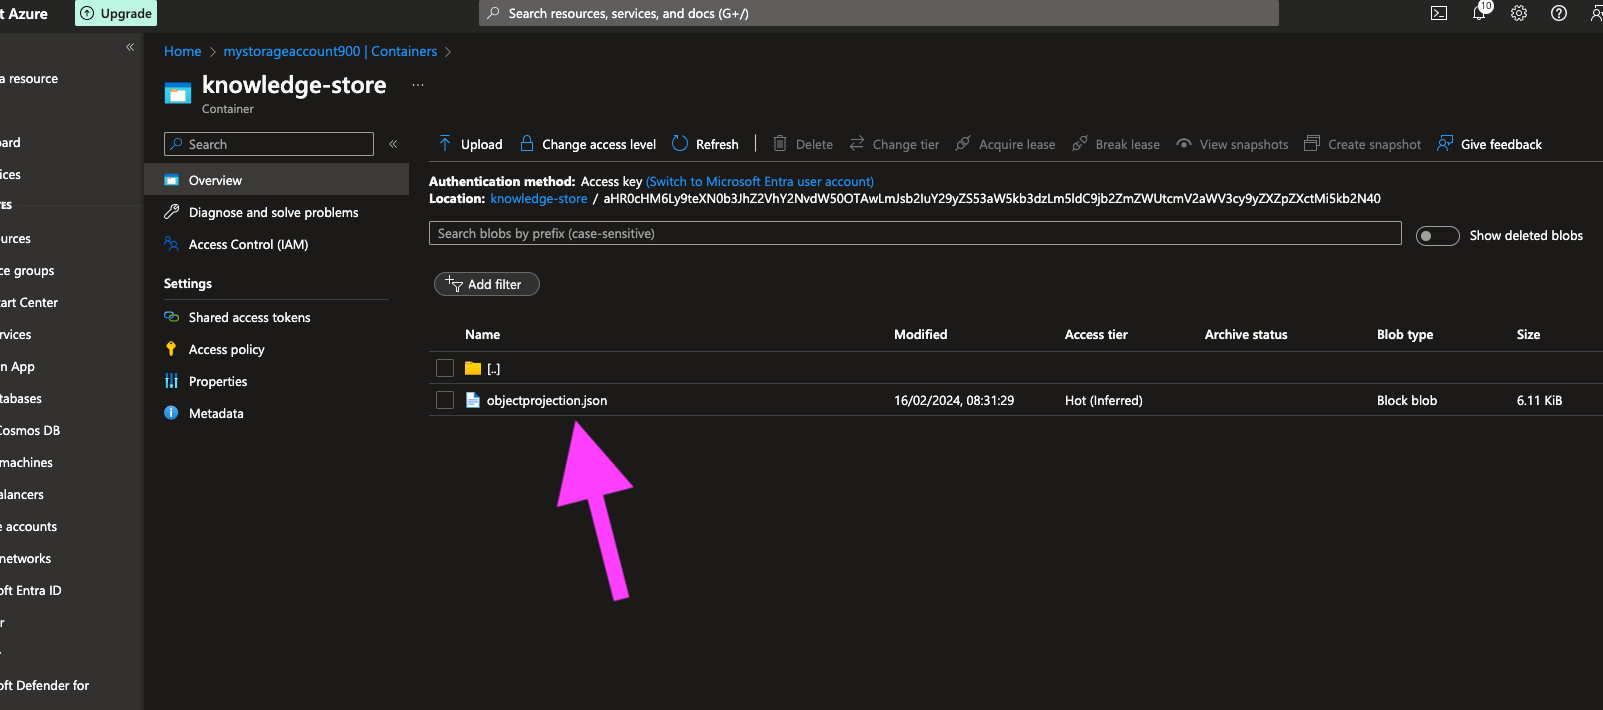 t Azure
Upgrade
Search resources, services, and docs (G+/)
10
Home > mystorageaccount900 | Containers >
knowledge-store ...
Container
a resource
ard
ices
ES
urces
ce groups
art Center
rvices
n App
tabases
Cosmos DB
machines
alancers
e accounts
networks
oft Entra ID
r
oft Defender for
Search
Overview
Diagnose and solve problems
Access Control (IAM)
Settings
Shared access tokens
Access policy
Properties
Metadata
Upload Change access level Refresh Delete Change tier Acquire lease Break lease View snapshots Create snapshot Give feedback
Authentication method: Access key (Switch to Microsoft Entra user account)
Location: knowledge-store / aHR0cHM6Ly9teXN0b3JhZ2VhY2NvdW50OTAwLmJsb2IuY29yZS53aW5kb3dzLm5ldC9jb2ZmZWUtcmV2aWV3cy9yZXZpZXctMi5kb2N40
Search blobs by prefix (case-sensitive)
Show deleted blobs
Add filter
Name Modified Access tier Archive status Blob type Size
[..]
objectprojection.json 16/02/2024, 08:31:29 Hot (Inferred) Block blob 6.11 KiB